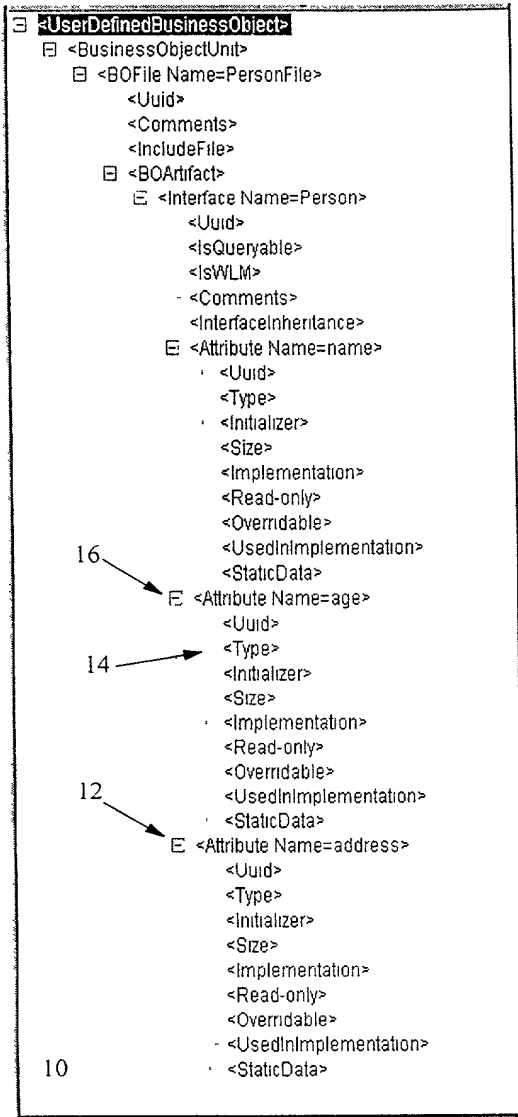 <UserDefinedBusinessObject>
<BusinessObjectUnit>
<BOFile Name=PersonFile>
<Uuid>
<Comments>
<IncludeFile>
<BOArtifact>
<Interface Name=Person>
<Uuid>
<IsQueryable>
<IsWLM>
<Comments>
<InterfaceInheritance>
<Attribute Name=name>
<Uuid>
<Type>
<Initializer>
<Size>
<Implementation>
<Read-only>
<Overridable>
<UsedInImplementation>
<StaticData>
16
<Attribute Name=age>
<Uuid>
14 <Type>
<Initializer>
<Size>
<Implementation>
<Read-only>
<Overridable>
<UsedInImplementation>
12
<StaticData>
<Attribute Name=address>
<Uuid>
<Type>
<Initializer>
<Size>
<Implementation>
<Read-only>
<Overridable>
<UsedInImplementation>
10 <StaticData>